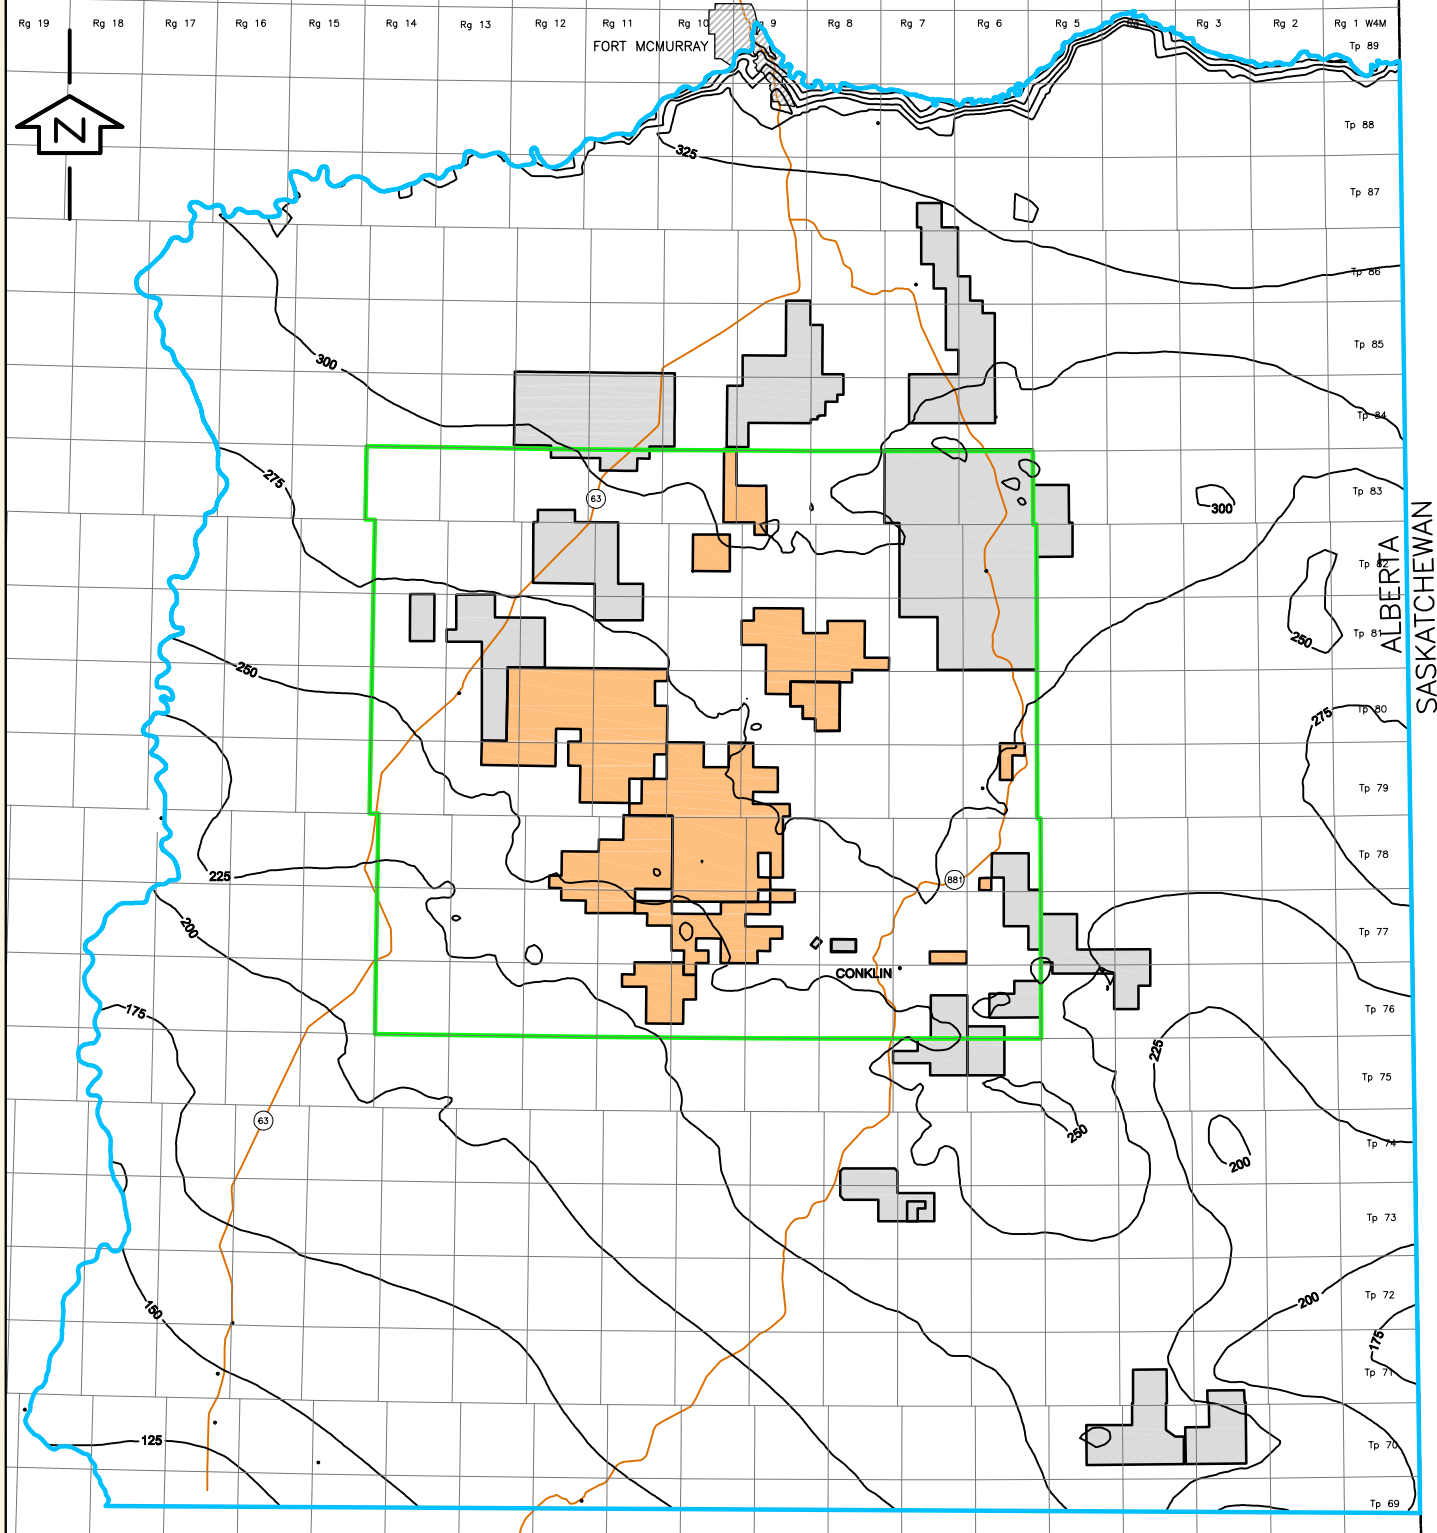 Rg 19 Rg 18 Rg 17 Rg 16 Rg 15 Rg 14 Rg 13 Rg 12 Rg 11 Rg 10 9 Rg 8 Rg 7 Rg 6 Rg 5 Rg 3 Rg 2 Rg 1 W4M
FORT MCMURRAY
Tp 89
N
Tp 88
325
Tp 87
Tp 86
Tp 85
300
Tp 84
275
63
Tp 83
300
Tp 82
ALBERTA
SASKATCHEWAN
Tp 81
250
250
Tp 80
275
Tp 79
Tp 78
225
881
200
Tp 77
CONKLIN
175
Tp 76
225
Tp 75
63
250
Tp 74
200
Tp 73
150
200
Tp 72
175
Tp 71
125
Tp 70
Tp 69